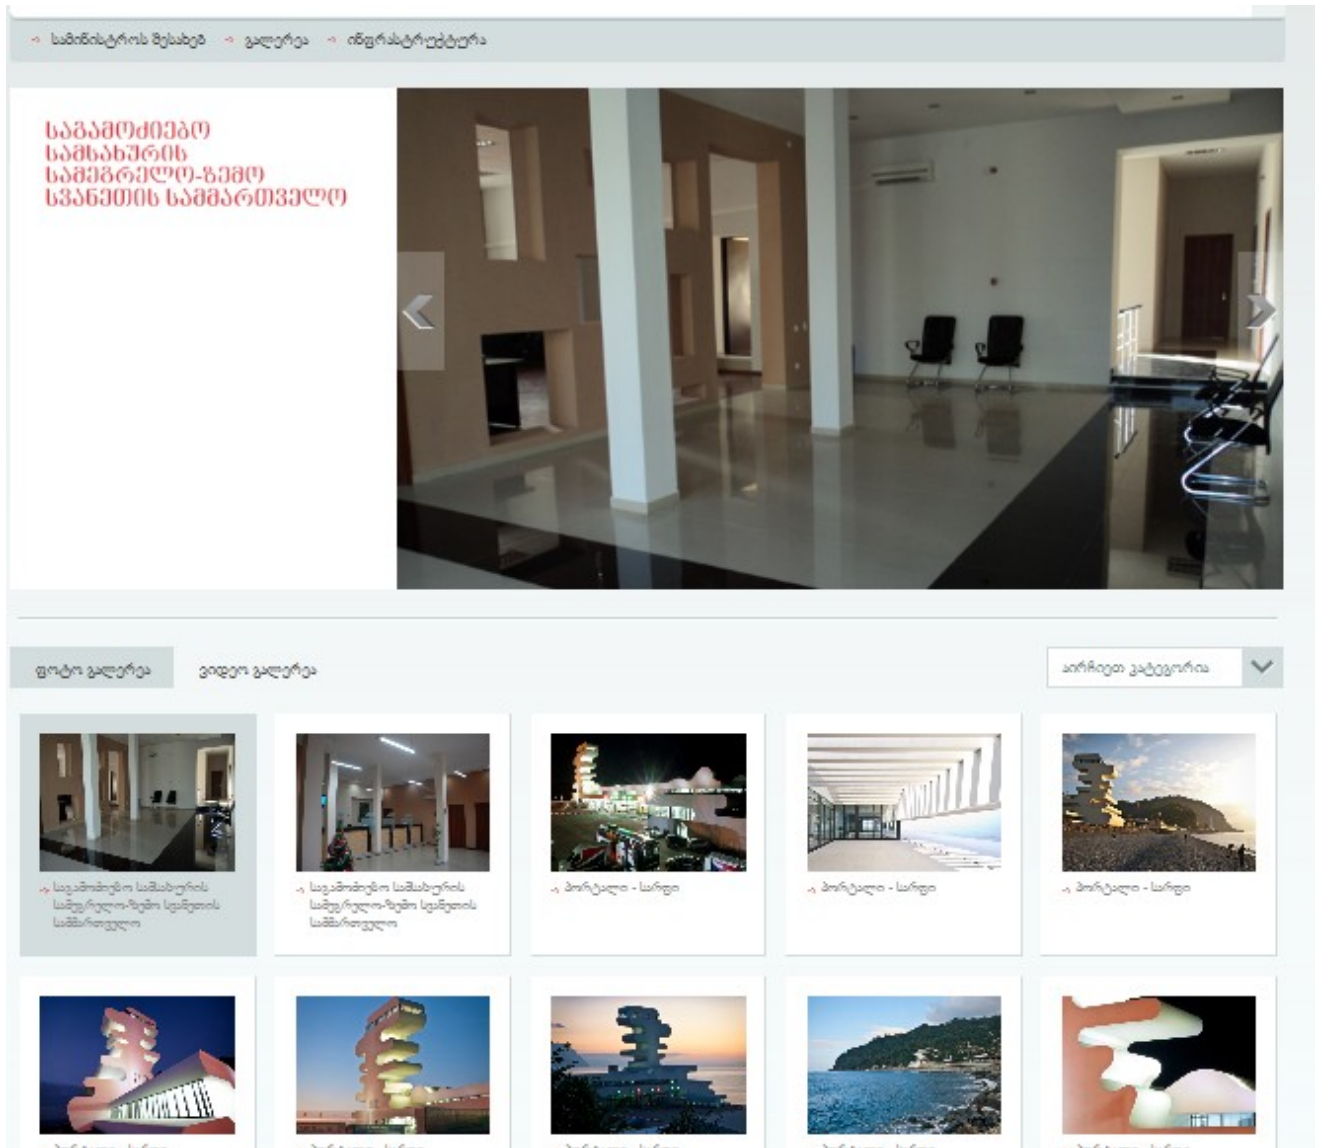 სამინისტროს შესახებ გალერეა ინფრასტრუქტურა
საგამოძიებო
სამსახურის
სამეგრელო-ზემო
სვანეთის სამმართველო
ფოტო გალერეა ვიდეო გალერეა აირჩიეთ კატეგორია
საგამოძიებო სამსახურის
სამეგრელო-ზემო სვანეთის
სამმართველო
საგამოძიებო სამსახურის
სამეგრელო-ზემო სვანეთის
სამმართველო
პორტალი - სარფი
პორტალი - სარფი
პორტალი - სარფი